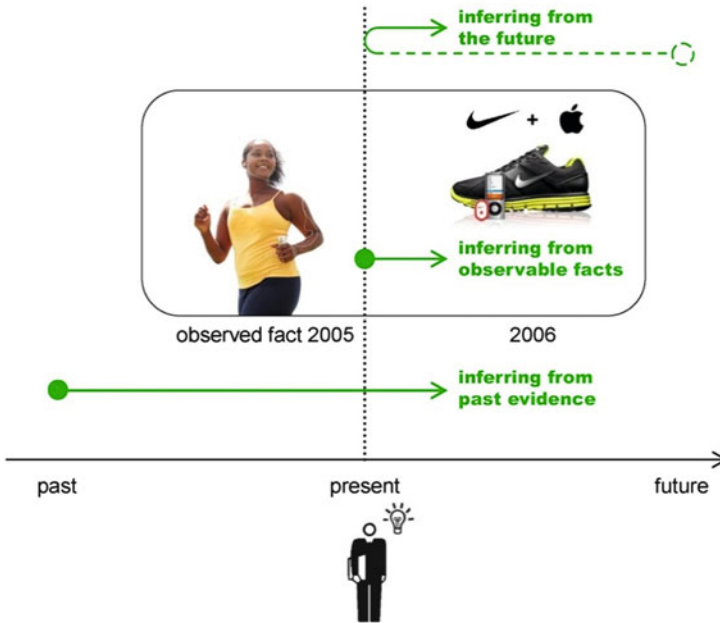 inferring from
the future
+
inferring from
observable facts
observed fact 2005
2006
inferring from
past evidence
past
present
future